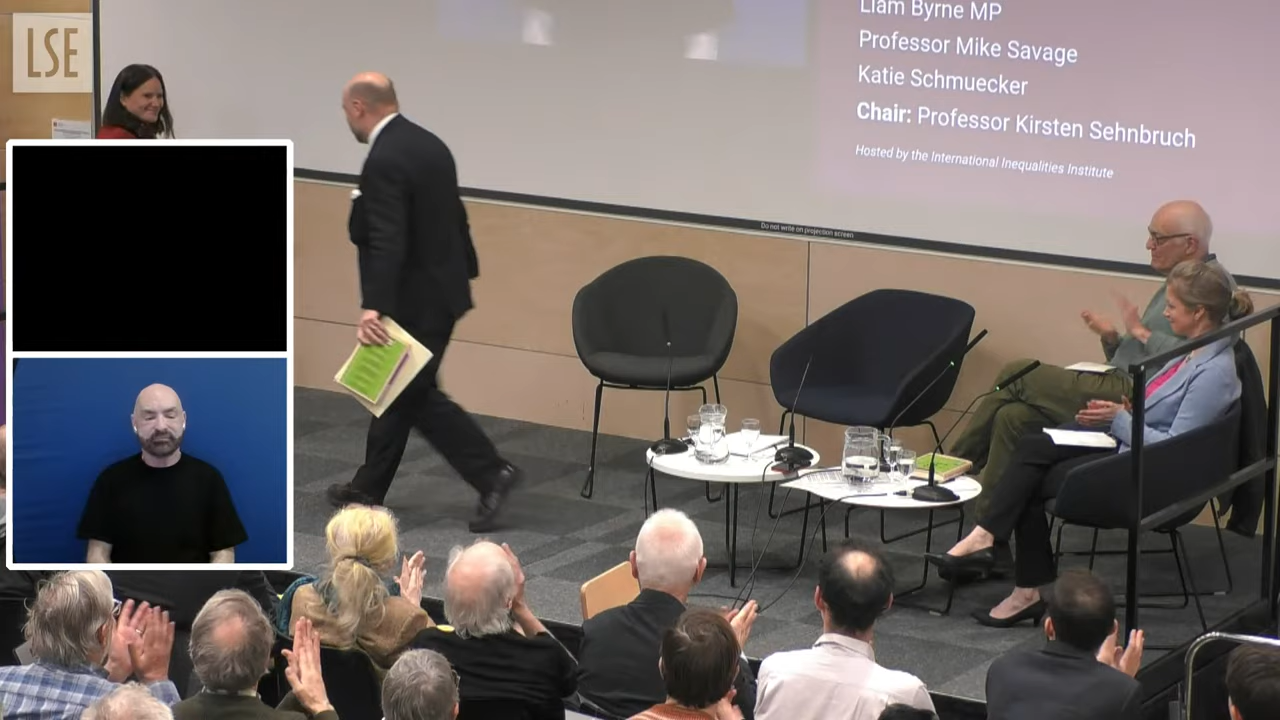 LSE
Liam Byrne MP
Professor Mike Savage
Katie Schmuecker
Chair: Professor Kirsten Sehnbruch
Hosted by the International Inequalities Institute
Do not write on projection screen